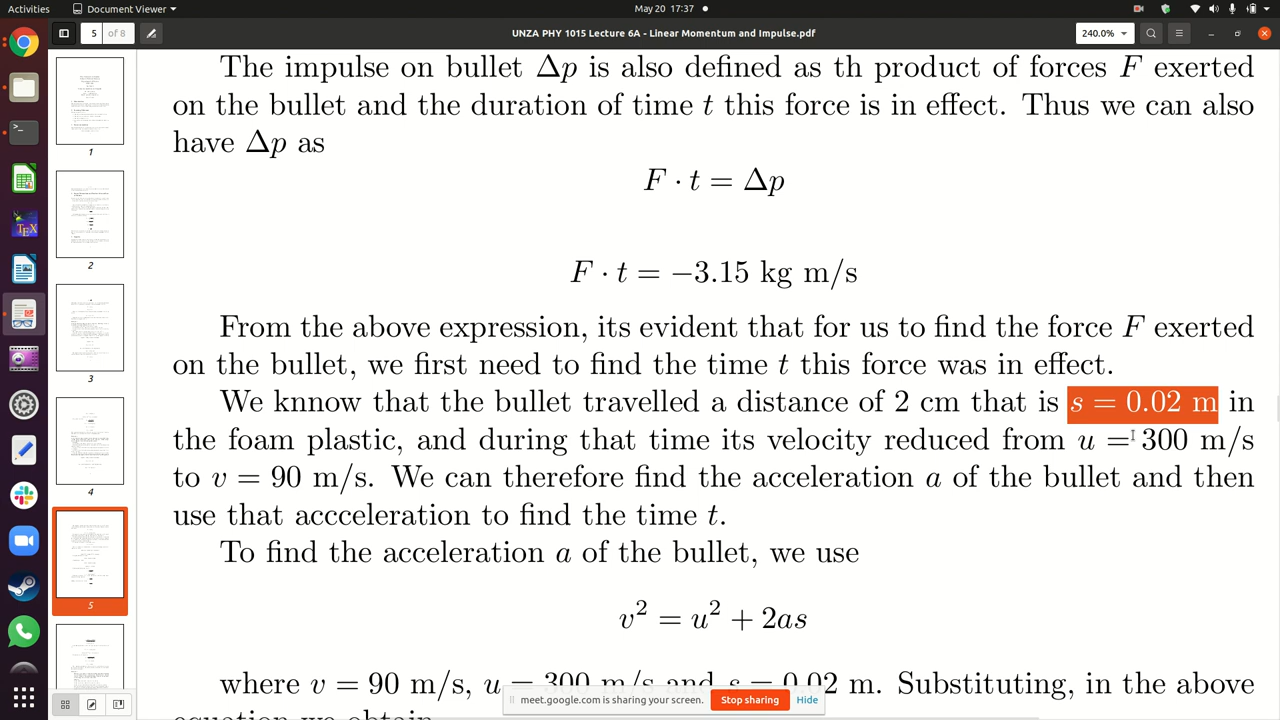 Activities
Document Viewer
May 20 17:37
5 of 8
UNZA PHY 1015 Lecture 6A - Linear Momentum and Impulse.pdf
240.0%
The impulse on bullet Δp is also defined as th product of forces F exerted
on the bullet and the duration of time t this force is in effect. Thus we can also
have Δp as
F · t = Δp
F · t = −3.15 kg m/s
From the above expression, its evident that for us to find the force F exerted
on the bullet, we first need to find the time t this force was in effect.
We knnow that the bullet travelled a distance of 2 cm that is s = 0.02 m in
the foam plastic, and during that time its velocity reduced from u = 300 m/s
to v = 90 m/s. We can therefore find the acceleration a of the bullet and then
use that accceleration to find the time t.
To find the acceleration a of the bullet, we use
v² = u² + 2as
where v = 90 m/s, u = 300 m/s and s = 0.02 m. Substituting, in the above
equation we obtain
meet.google.com is sharing your screen.
Stop sharing
Hide
1
2
3
4
5